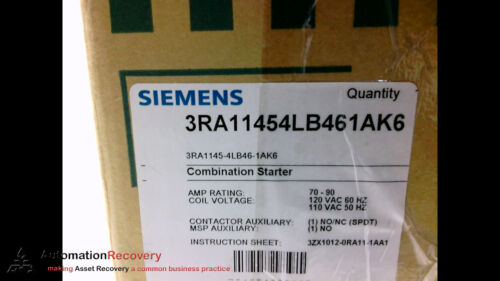 SIEMENS
Quantity
3RA11454LB461AK6
3RA1145-4LB46-1AK6
Combination Starter
AMP RATING: 70 - 90
COIL VOLTAGE: 120 VAC 60 HZ
110 VAC 50 HZ
CONTACTOR AUXILIARY: (1) NO/NC (SPDT)
MSP AUXILIARY: (1) NO
INSTRUCTION SHEET: 3ZX1012-0RA11-1AA1
AutomationRecovery
making Asset Recovery a common business practice